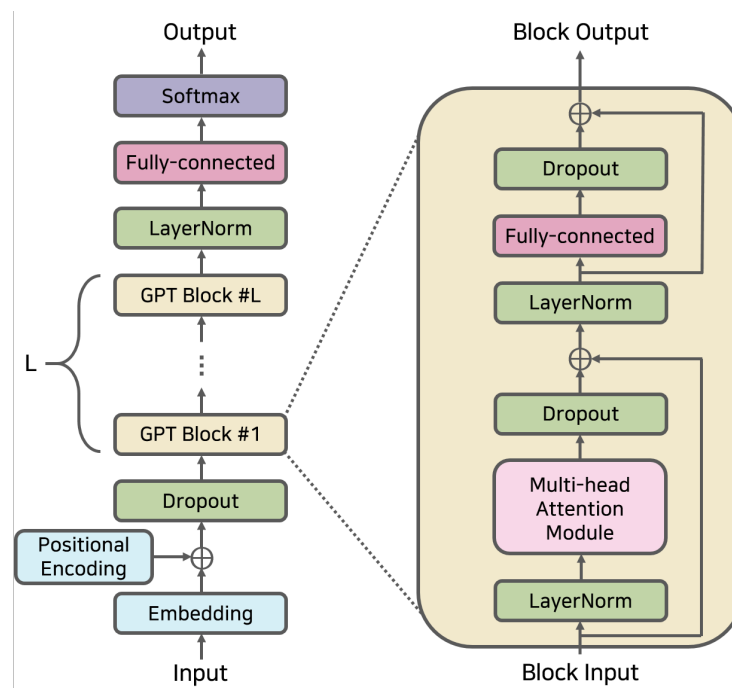 Output
Softmax
Fully-connected
LayerNorm
GPT Block #L
L
GPT Block #1
Dropout
Positional
Encoding
Embedding
Input
Block Output
Dropout
Fully-connected
LayerNorm
Dropout
Multi-head
Attention
Module
LayerNorm
Block Input